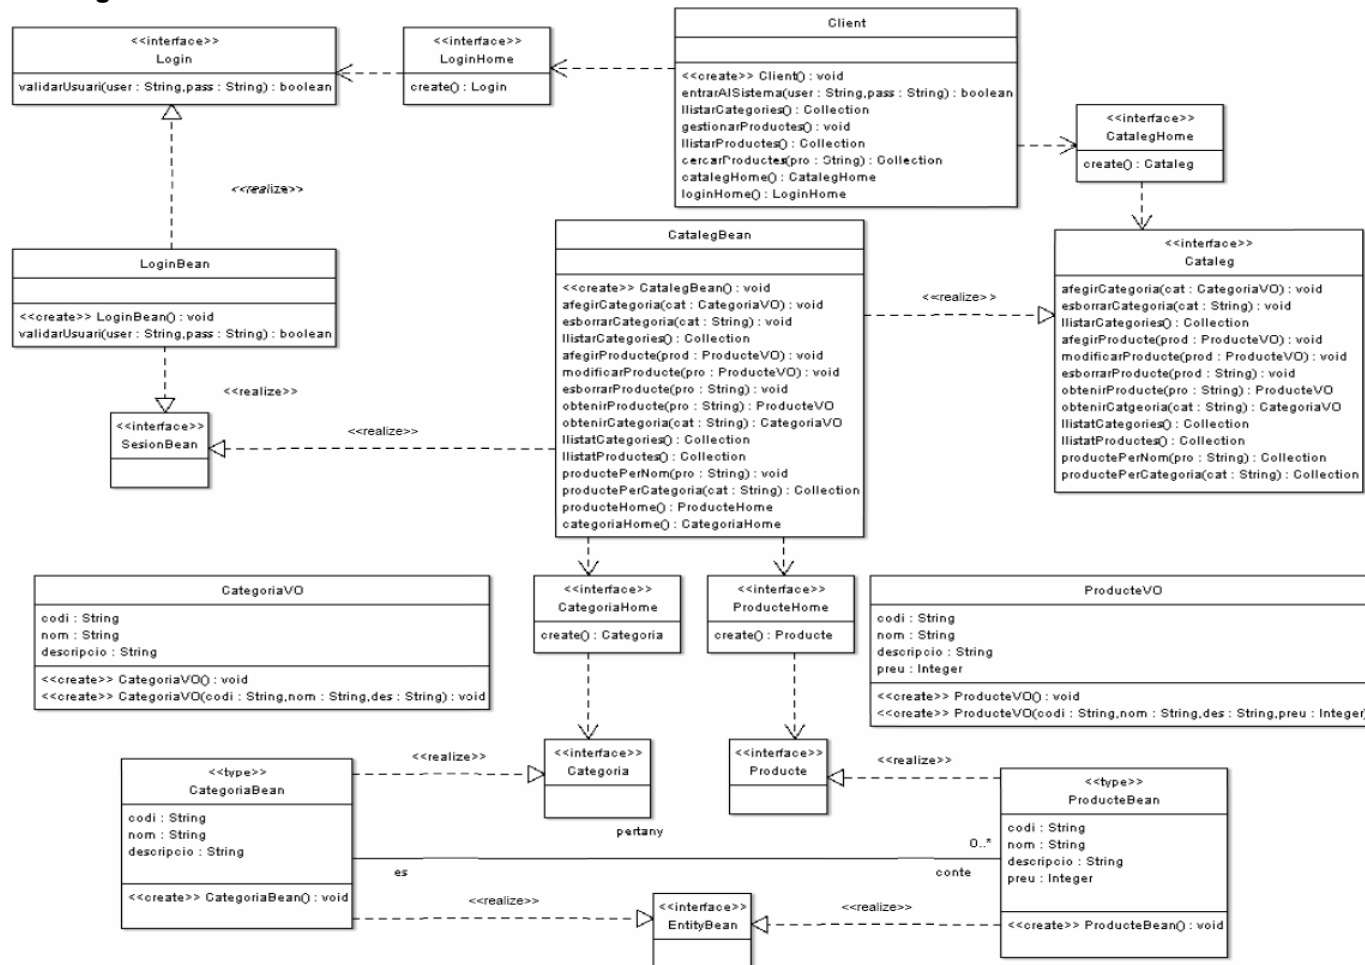 <<interface>>
Login
validarUsuari(user : String,pass : String) : boolean
<<interface>>
LoginHome
create() : Login
Client
<<create>> Client() : void
entrarAlSistema(user : String,pass : String) : boolean
llistarCategories() : Collection
gestionarProductes() : void
llistarProductes() : Collection
cercarProductes(pro : String) : Collection
catalegHome() : CatalegHome
loginHome() : LoginHome
<<interface>>
CatalegHome
create() : Cataleg
<<realize>>
LoginBean
<<create>> LoginBean() : void
validarUsuari(user : String,pass : String) : boolean
<<realize>>
<<interface>>
SesionBean
<<realize>>
CatalegBean
<<create>> CatalegBean() : void
afegirCategoria(cat : CategoriaVO) : void
esborrarCategoria(cat : String) : void
llistarCategories() : Collection
afegirProducte(prod : ProducteVO) : void
modificarProducte(pro : ProducteVO) : void
esborrarProducte(pro : String) : void
obtenirProducte(pro : String) : ProducteVO
obtenirCategoria(cat : String) : CategoriaVO
llistatCategories() : Collection
llistatProductes() : Collection
productePerNom(pro : String) : void
productePerCategoria(cat : String) : Collection
producteHome() : ProducteHome
categoriaHome() : CategoriaHome
<<realize>>
<<interface>>
Cataleg
afegirCategoria(cat : CategoriaVO) : void
esborrarCategoria(cat : String) : void
llistarCategories() : Collection
afegirProducte(prod : ProducteVO) : void
modificarProducte(prod : ProducteVO) : void
esborrarProducte(prod : String) : void
obtenirProducte(pro : String) : ProducteVO
obtenirCatgeoria(cat : String) : CategoriaVO
llistatCategories() : Collection
llistatProductes() : Collection
productePerNom(pro : String) : Collection
productePerCategoria(cat : String) : Collection
CategoriaVO
codi : String
nom : String
descripcio : String
<<create>> CategoriaVO() : void
<<create>> CategoriaVO(codi : String,nom : String,des : String) : void
<<interface>>
CategoriaHome
create() : Categoria
<<interface>>
ProducteHome
create() : Producte
ProducteVO
codi : String
nom : String
descripcio : String
preu : Integer
<<create>> ProducteVO() : void
<<create>> ProducteVO(codi : String,nom : String,des : String,preu : Integer)
<<type>>
CategoriaBean
codi : String
nom : String
descripcio : String
<<create>> CategoriaBean() : void
<<realize>>
<<interface>>
Categoria
<<interface>>
Producte
<<realize>>
<<type>>
ProducteBean
codi : String
nom : String
descripcio : String
preu : Integer
<<create>> ProducteBean() : void
pertany
0..*
es
conte
<<realize>>
<<interface>>
EntityBean
<<realize>>